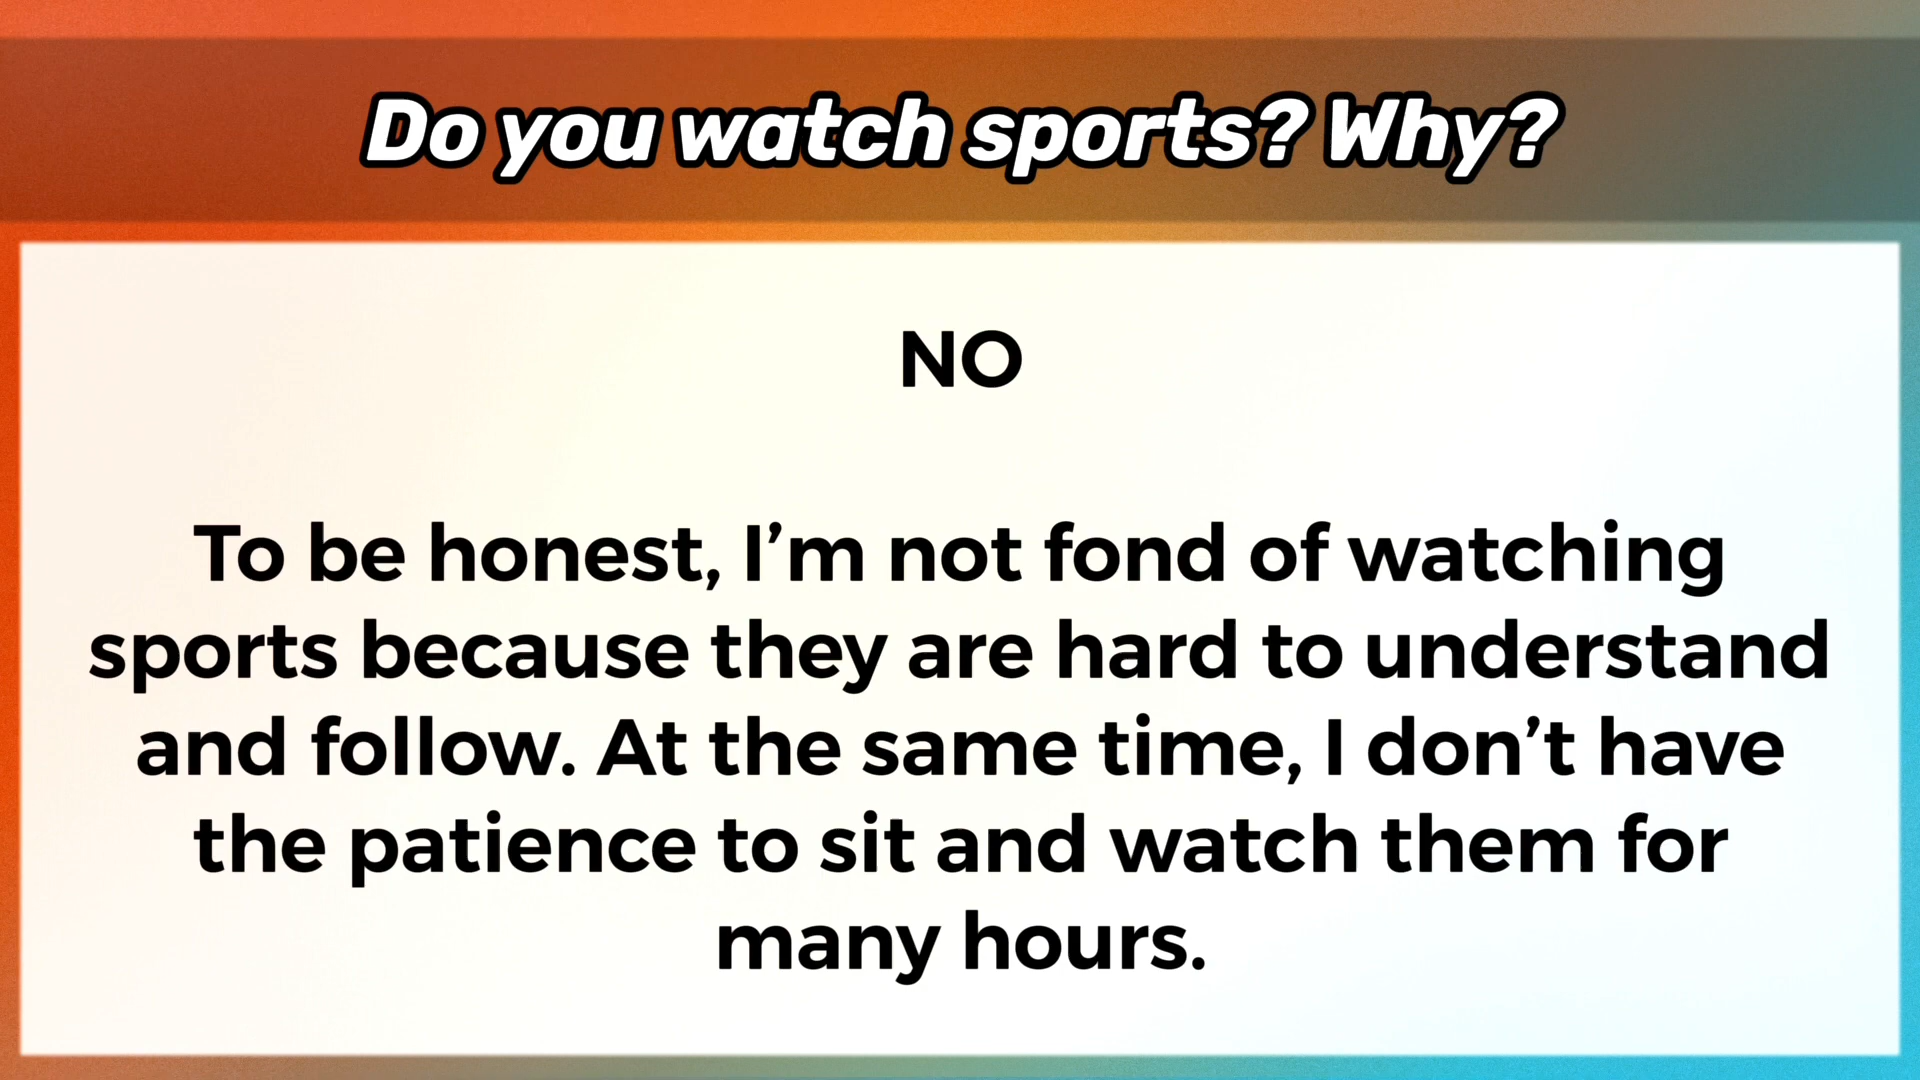 Do you watch sports? Why?
NO
To be honest, I’m not fond of watching
sports because they are hard to understand
and follow. At the same time, I don’t have
the patience to sit and watch them for
many hours.